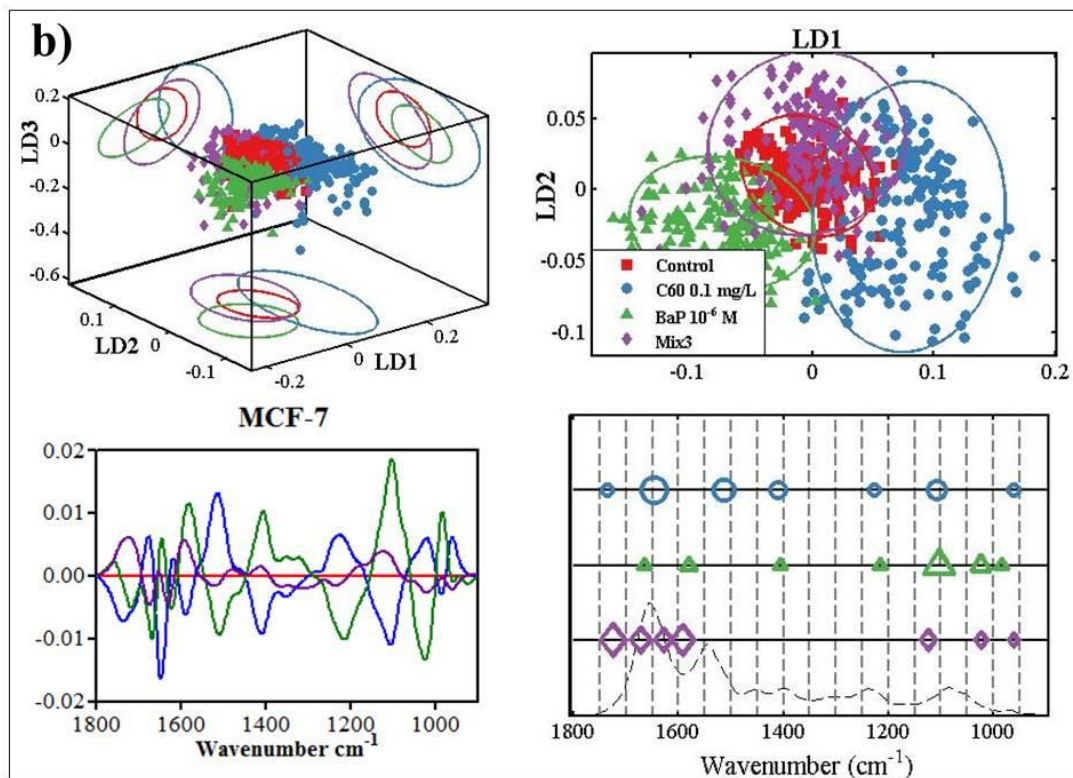 b)
0.2
0
-0.2
-0.4
-0.6
LD3
0.1
0
-0.1
LD2
-0.2
0
0.2
LD1
LD1
0.05
0
-0.05
-0.1
LD2
Control
C60 0.1 mg/L
BaP 10⁻⁶ M
Mix3
-0.1
0
0.1
0.2
MCF-7
0.02
0.01
0.00
-0.01
-0.02
1800
1600
1400
1200
1000
Wavenumber cm⁻¹
1800
1600
1400
1200
1000
Wavenumber (cm⁻¹)